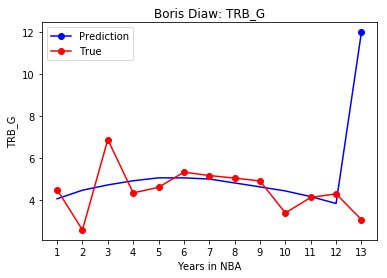 Boris Diaw: TRB_G
Prediction
True
12
10
8
6
4
TRB_G
1 2 3 4 5 6 7 8 9 10 11 12 13
Years in NBA